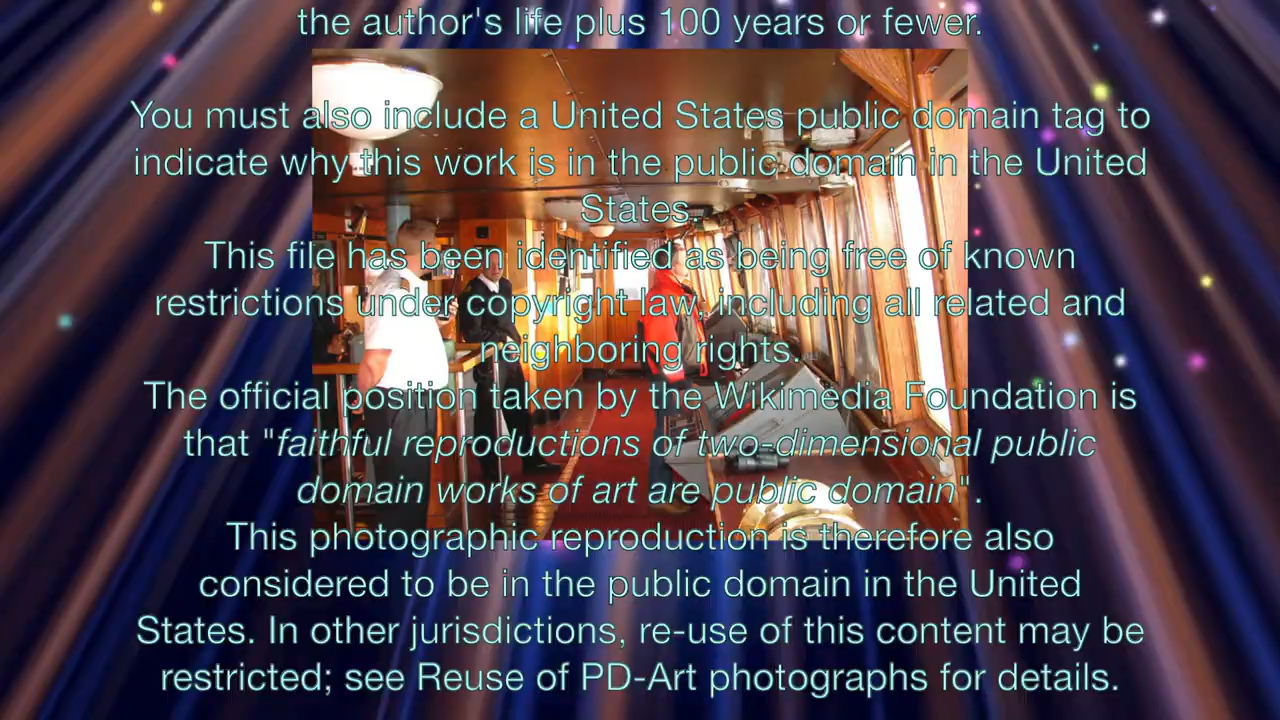 the author's life plus 100 years or fewer.
You must also include a United States public domain tag to
indicate why this work is in the public domain in the United
States.
This file has been identified as being free of known
restrictions under copyright law, including all related and
neighboring rights.
The official position taken by the Wikimedia Foundation is
that "faithful reproductions of two-dimensional public
domain works of art are public domain".
This photographic reproduction is therefore also
considered to be in the public domain in the United
States. In other jurisdictions, re-use of this content may be
restricted; see Reuse of PD-Art photographs for details.